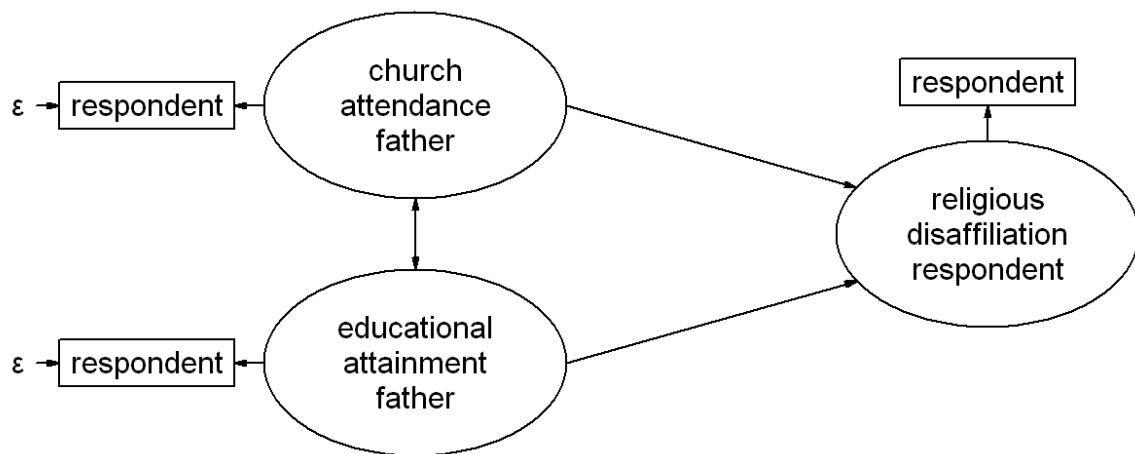 church
attendance
father
ε
respondent
respondent
religious
disaffiliation
respondent
educational
attainment
father
ε
respondent